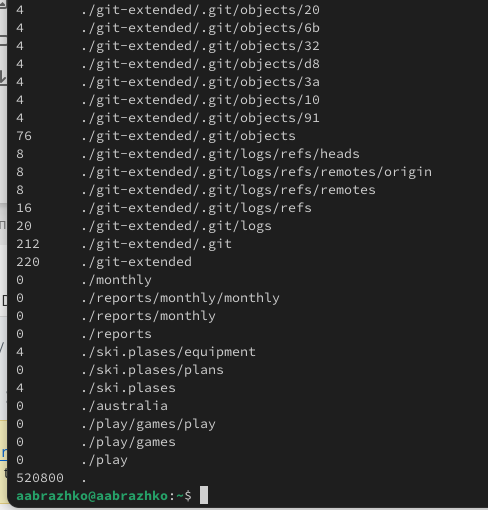 4 ./git-extended/.git/objects/20
4 ./git-extended/.git/objects/6b
4 ./git-extended/.git/objects/32
4 ./git-extended/.git/objects/d8
4 ./git-extended/.git/objects/3a
4 ./git-extended/.git/objects/10
4 ./git-extended/.git/objects/91
76 ./git-extended/.git/objects
8 ./git-extended/.git/logs/refs/heads
8 ./git-extended/.git/logs/refs/remotes/origin
8 ./git-extended/.git/logs/refs/remotes
16 ./git-extended/.git/logs/refs
20 ./git-extended/.git/logs
212 ./git-extended/.git
220 ./git-extended
0 ./monthly
0 ./reports/monthly/monthly
0 ./reports/monthly
0 ./reports
4 ./ski.plases/equipment
0 ./ski.plases/plans
4 ./ski.plases
0 ./australia
0 ./play/games/play
0 ./play/games
0 ./play
520800 .
aabrazhko@aabrazhko:~$